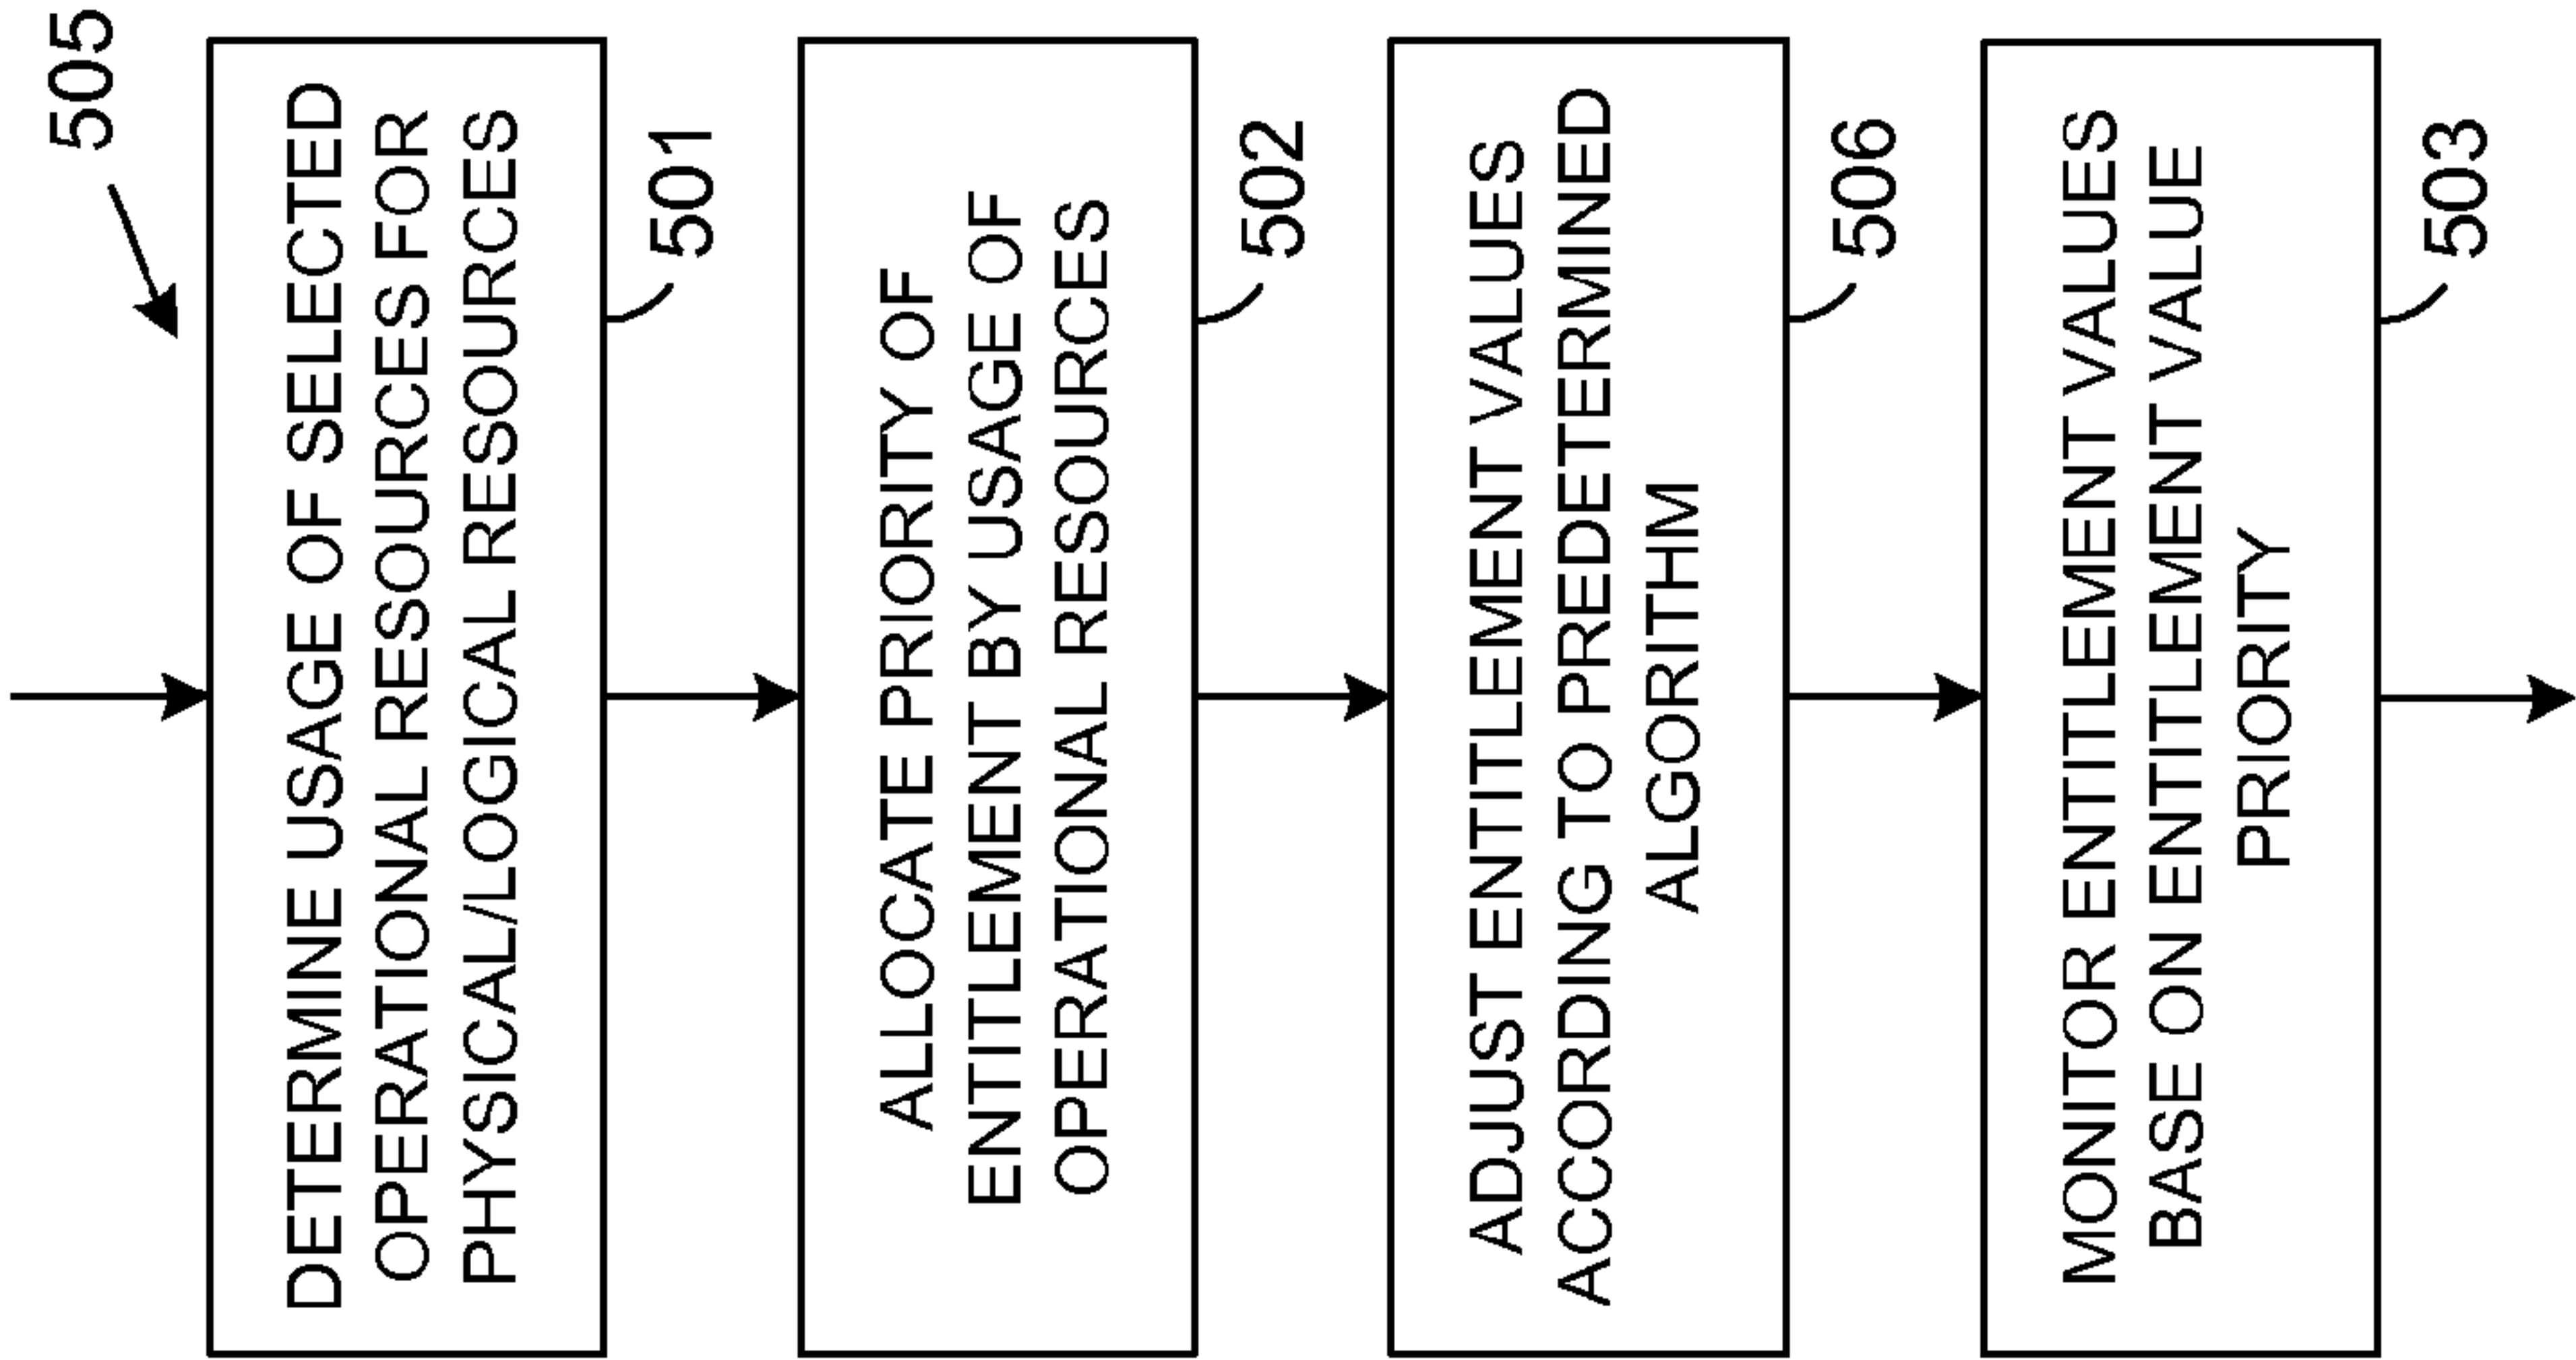 505
DETERMINE USAGE OF SELECTED
OPERATIONAL RESOURCES FOR
PHYSICAL/LOGICAL RESOURCES
501
ALLOCATE PRIORITY OF
ENTITLEMENT BY USAGE OF
OPERATIONAL RESOURCES
502
ADJUST ENTITLEMENT VALUES
ACCORDING TO PREDETERMINED
ALGORITHM
506
MONITOR ENTITLEMENT VALUES
BASE ON ENTITLEMENT VALUE
PRIORITY
503